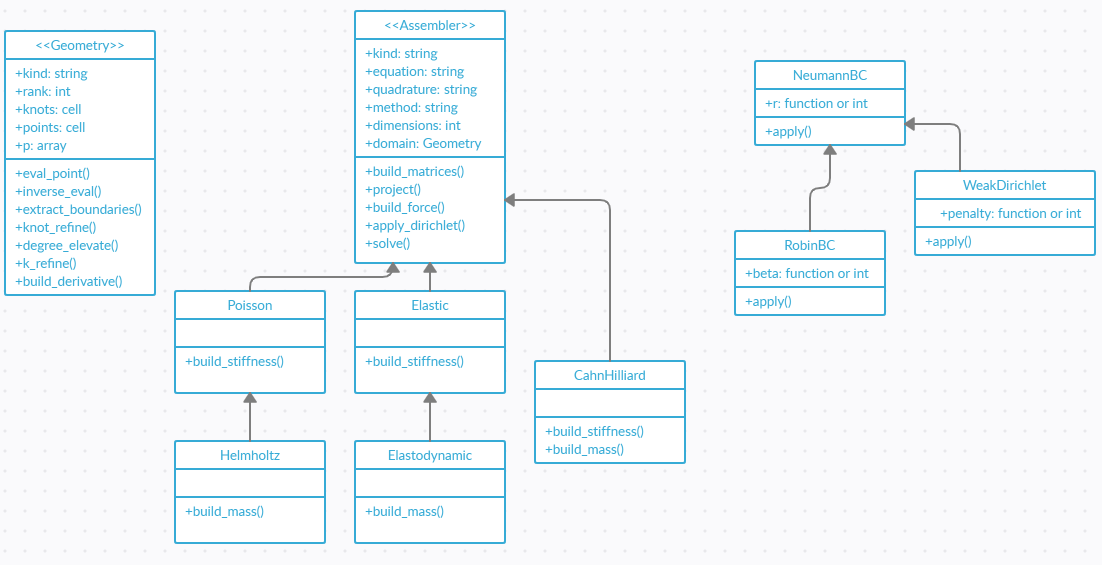 <<Geometry>>
+kind: string
+rank: int
+knots: cell
+points: cell
+p: array
+eval_point()
+inverse_eval()
+extract_boundaries()
+knot_refine()
+degree_elevate()
+k_refine()
+build_derivative()
<<Assembler>>
+kind: string
+equation: string
+quadrature: string
+method: string
+dimensions: int
+domain: Geometry
+build_matrices()
+project()
+build_force()
+apply_dirichlet()
+solve()
Poisson
+build_stiffness()
Elastic
+build_stiffness()
CahnHilliard
+build_stiffness()
+build_mass()
Helmholtz
+build_mass()
Elastodynamic
+build_mass()
NeumannBC
+r: function or int
+apply()
WeakDirichlet
+penalty: function or int
+apply()
RobinBC
+beta: function or int
+apply()